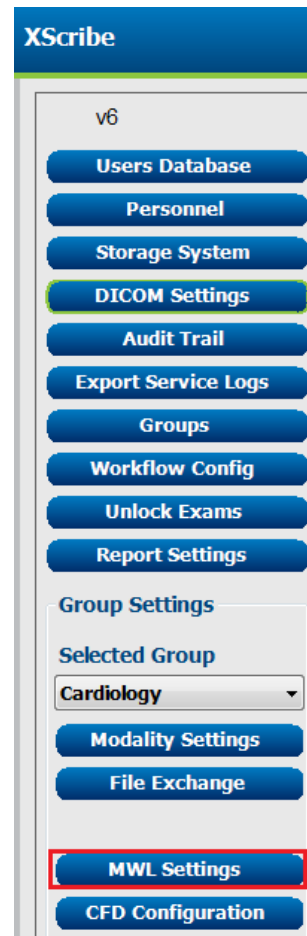 XScribe
v6
Users Database
Personnel
Storage System
DICOM Settings
Audit Trail
Export Service Logs
Groups
Workflow Config
Unlock Exams
Report Settings
Group Settings
Selected Group
Cardiology
Modality Settings
File Exchange
MWL Settings
CFD Configuration